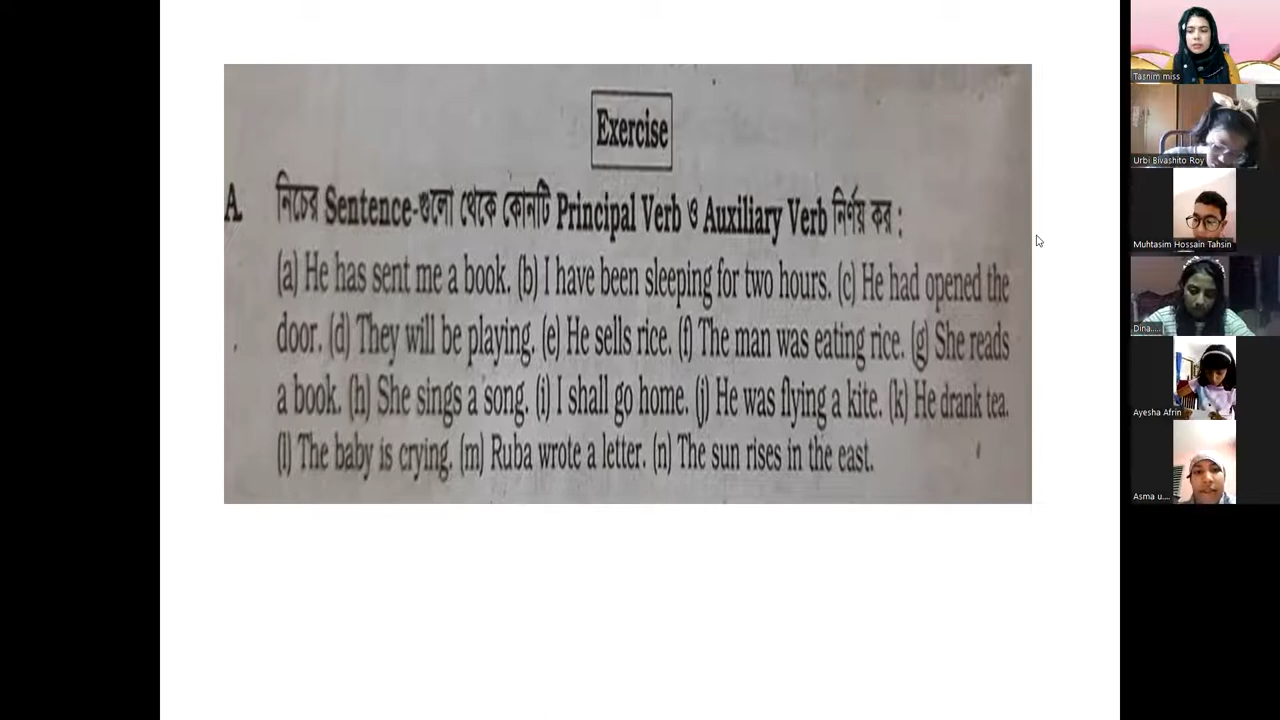 Exercise
A. নিচের Sentence-গুলো থেকে কোনটি Principal Verb ও Auxiliary Verb নির্ণয় কর :
(a) He has sent me a book. (b) I have been sleeping for two hours. (c) He had opened the
door. (d) They will be playing. (e) He sells rice. (f) The man was eating rice. (g) She reads
a book. (h) She sings a song. (i) I shall go home. (j) He was flying a kite. (k) He drank tea.
(l) The baby is crying. (m) Ruba wrote a letter. (n) The sun rises in the east.
Tasnim miss
Urbi Bivashito Roy
Muhtasim Hossain Tahsin
Dina.....
Ayesha Afrin
Asma u....